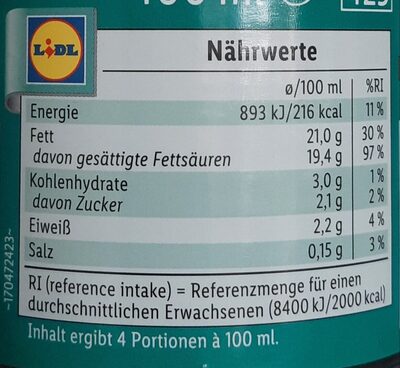 LIDL
Nährwerte
ø/100 ml %RI
Energie 893 kJ/216 kcal 11 %
Fett 21,0 g 30 %
davon gesättigte Fettsäuren 19,4 g 97 %
Kohlenhydrate 3,0 g 1 %
davon Zucker 2,1 g 2 %
Eiweiß 2,2 g 4 %
Salz 0,15 g 3 %
RI (reference intake) = Referenzmenge für einen
durchschnittlichen Erwachsenen (8400 kJ/2000 kcal)
Inhalt ergibt 4 Portionen à 100 ml.
~170472423~